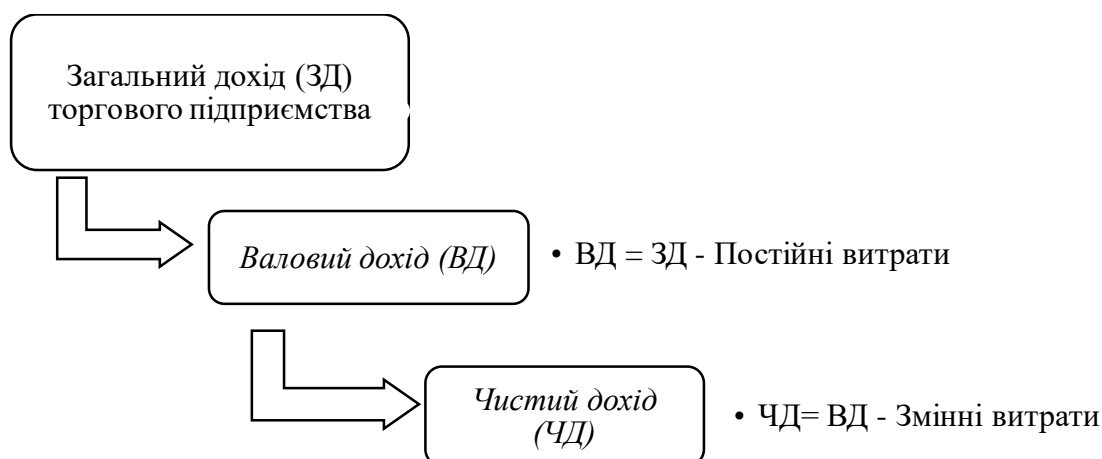 Загальний дохід (ЗД)
торгового підприємства
Валовий дохід (ВД)
• ВД = ЗД - Постійні витрати
Чистий дохід
(ЧД)
• ЧД= ВД - Змінні витрати